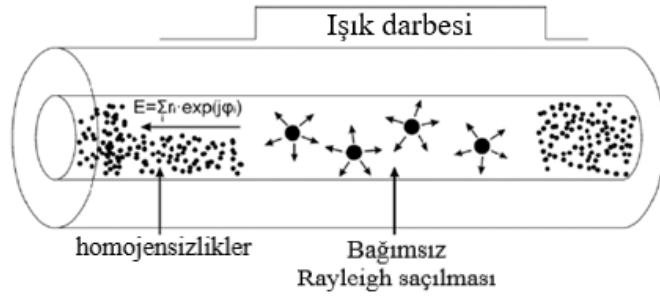 Işık darbesi
E=Σrᵢ·exp(jφᵢ)
homojensizlikler
Bağımsız
Rayleigh saçılması